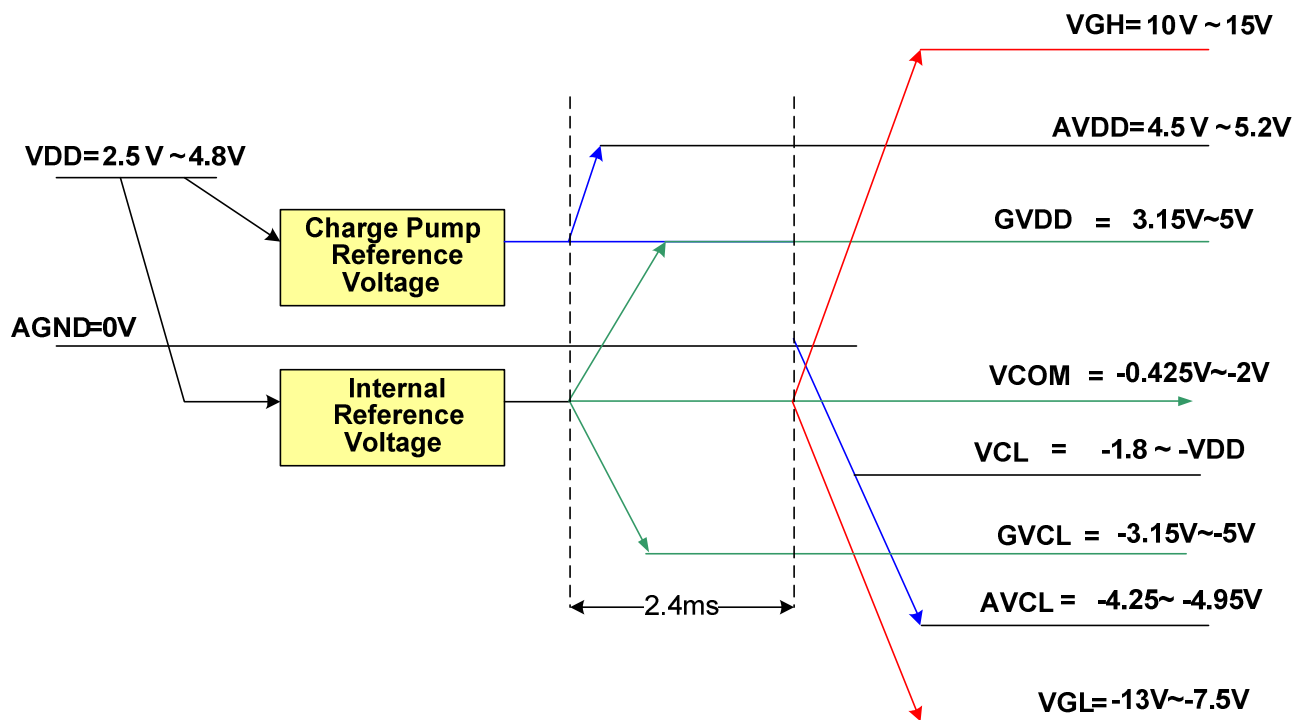 VGH= 10V ~ 15V
AVDD= 4.5 V ~5.2V
VDD= 2.5 V ~4.8V
Charge Pump
Reference
Voltage
GVDD = 3.15V~5V
AGND=0V
Internal
Reference
Voltage
VCOM = -0.425V~-2V
VCL = -1.8 ~ -VDD
GVCL = -3.15V~-5V
2.4ms
AVCL = -4.25~ -4.95V
VGL= -13V~-7.5V